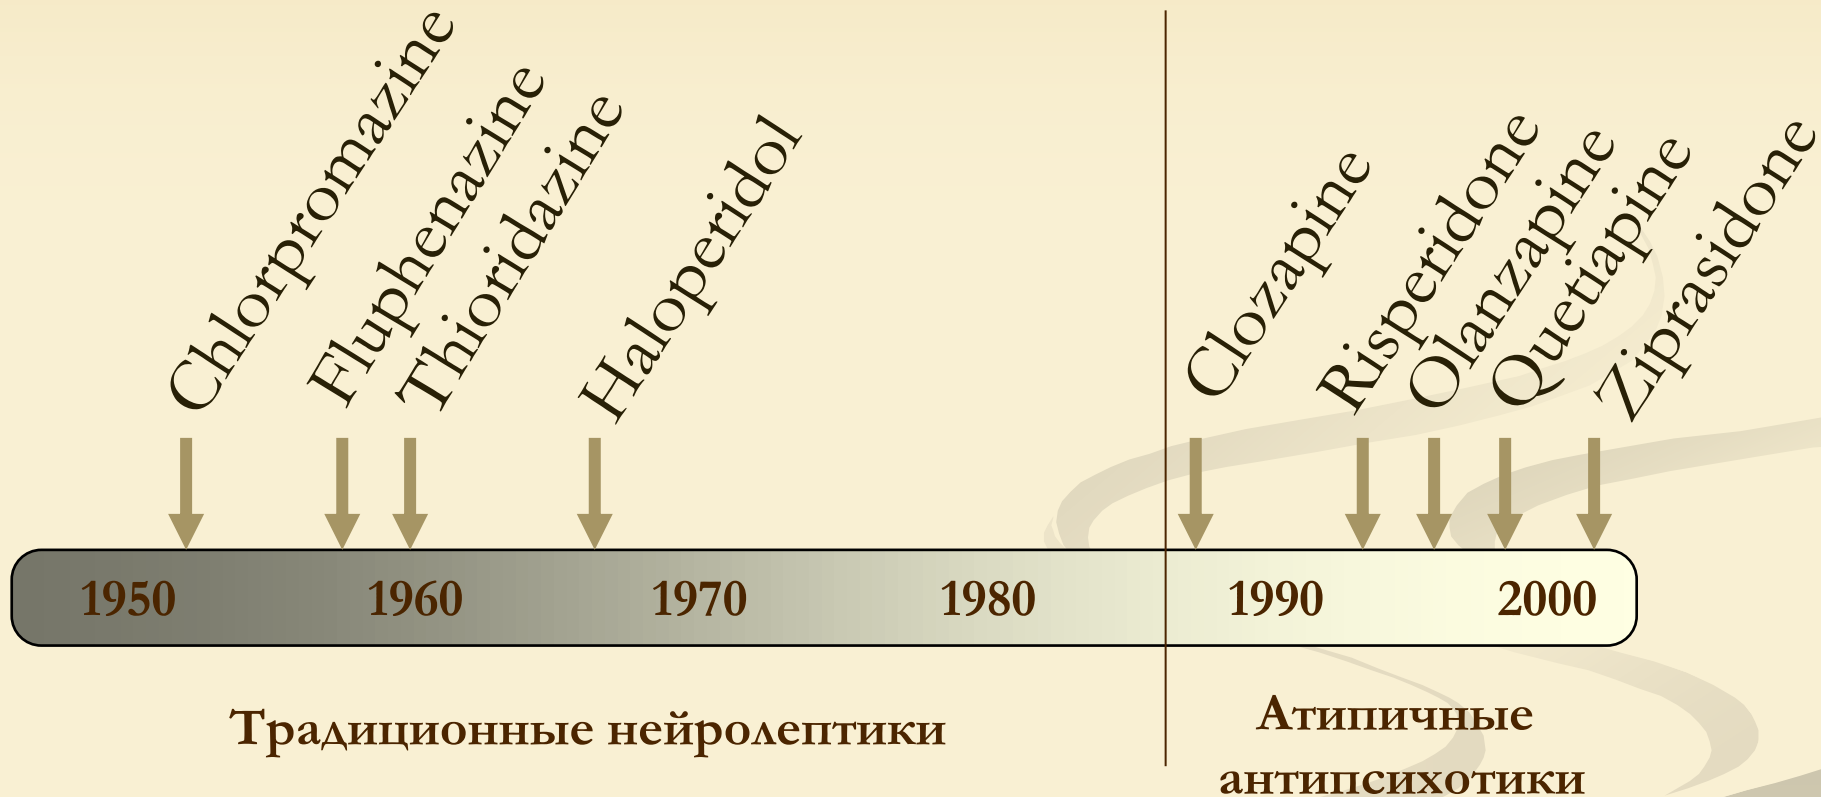 Chlorpromazine
Fluphenazine
Thioridazine
Haloperidol
Clozapine
Risperidone
Olanzapine
Quetiapine
Ziprasidone
1950 1960 1970 1980 1990 2000
Традиционные нейролептики
Атипичные
антипсихотики